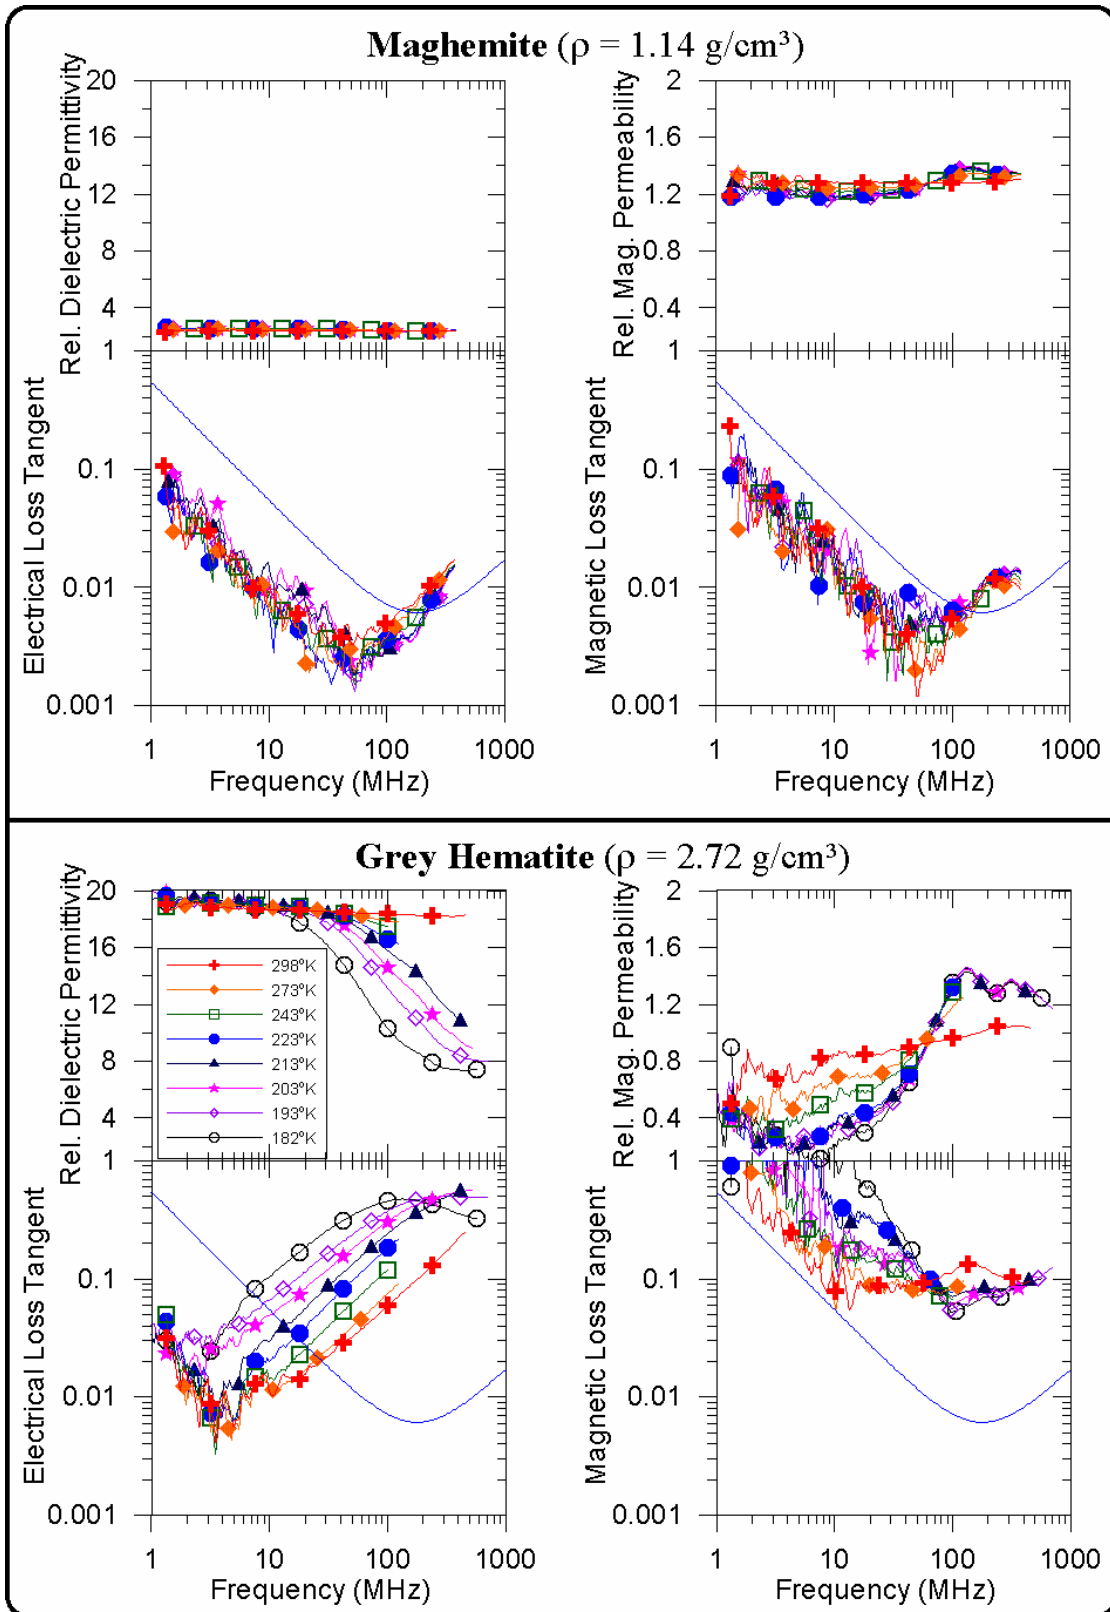 Maghemite (ρ = 1.14 g/cm³)
Rel. Dielectric Permittivity
20
16
12
8
4
1
Rel. Mag. Permeability
2
1.6
1.2
0.8
0.4
1
Electrical Loss Tangent
0.1
0.01
0.001
1 10 100 1000
Frequency (MHz)
Magnetic Loss Tangent
0.1
0.01
0.001
1 10 100 1000
Frequency (MHz)
Grey Hematite (ρ = 2.72 g/cm³)
Rel. Dielectric Permittivity
20
16
12
8
4
1
298°K
273°K
243°K
223°K
213°K
203°K
193°K
182°K
Rel. Mag. Permeability
2
1.6
1.2
0.8
0.4
1
Electrical Loss Tangent
0.1
0.01
0.001
1 10 100 1000
Frequency (MHz)
Magnetic Loss Tangent
0.1
0.01
0.001
1 10 100 1000
Frequency (MHz)